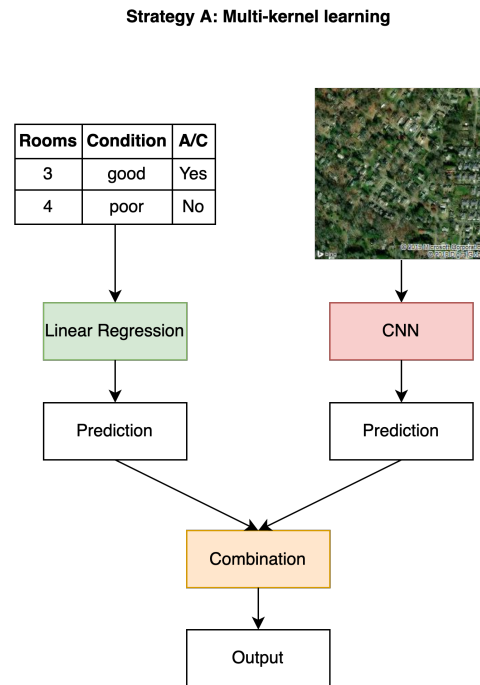 Strategy A: Multi-kernel learning
Rooms Condition A/C
3 good Yes
4 poor No
Linear Regression
CNN
Prediction
Prediction
Combination
Output